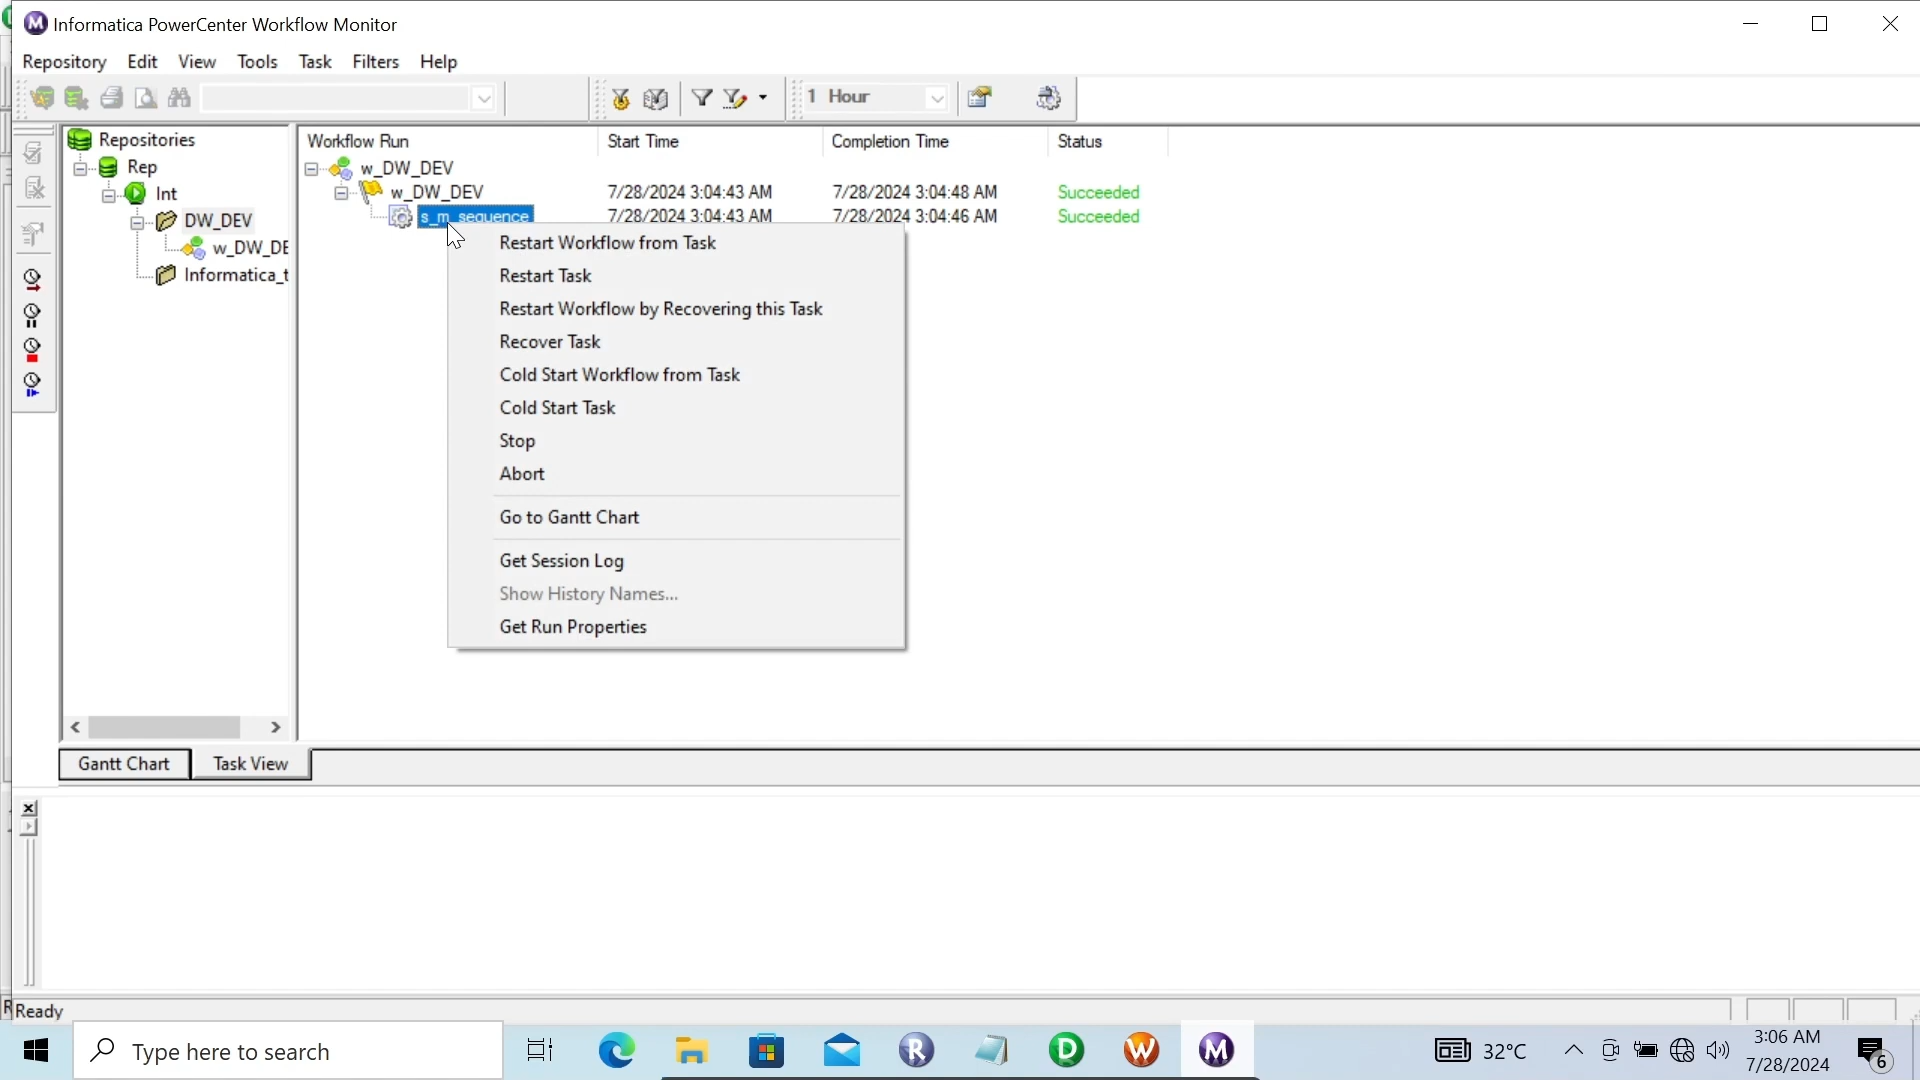 Informatica PowerCenter Workflow Monitor
Repository Edit View Tools Task Filters Help
1 Hour
Repositories
Rep
Int
DW_DEV
w_DW_DE
Informatica_t
Workflow Run Start Time Completion Time Status
w_DW_DEV
w_DW_DEV 7/28/2024 3:04:43 AM 7/28/2024 3:04:48 AM Succeeded
s_m_sequence 7/28/2024 3:04:43 AM 7/28/2024 3:04:46 AM Succeeded
Restart Workflow from Task
Restart Task
Restart Workflow by Recovering this Task
Recover Task
Cold Start Workflow from Task
Cold Start Task
Stop
Abort
Go to Gantt Chart
Get Session Log
Show History Names...
Get Run Properties
Gantt Chart Task View
Ready
Type here to search
32°C
3:06 AM
7/28/2024
6